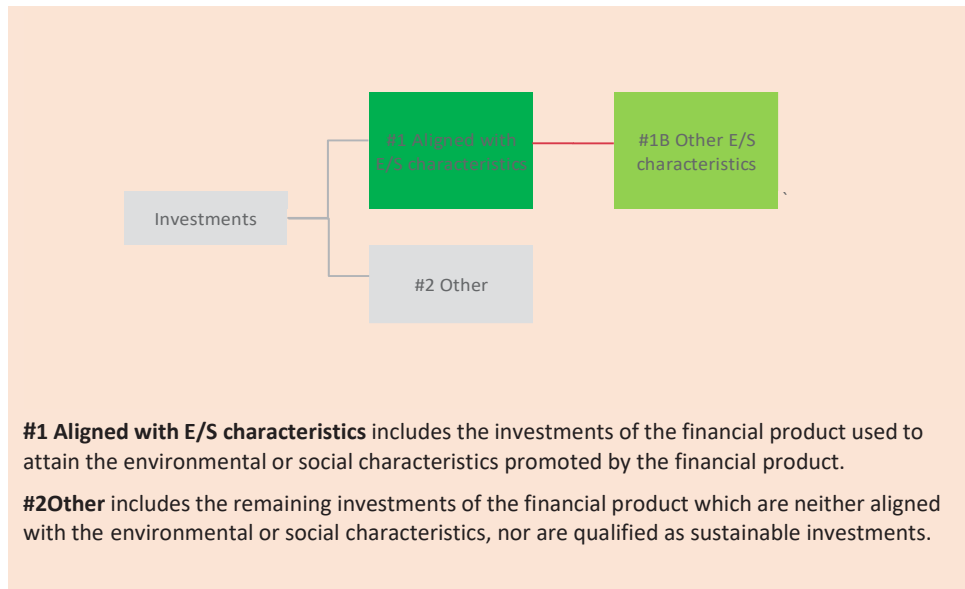 #1 Aligned with
E/S characteristics
#1B Other E/S
characteristics
`
Investments
#2 Other
#1 Aligned with E/S characteristics includes the investments of the financial product used to
attain the environmental or social characteristics promoted by the financial product.
#2Other includes the remaining investments of the financial product which are neither aligned
with the environmental or social characteristics, nor are qualified as sustainable investments.